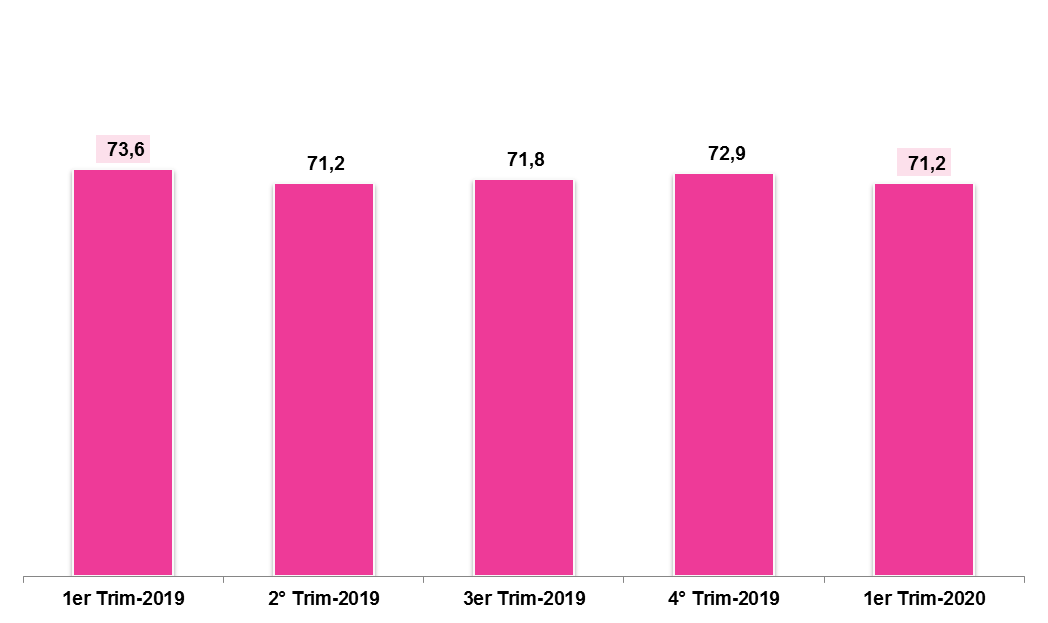 73,6
71,2
71,8
72,9
71,2
1er Trim-2019
2° Trim-2019
3er Trim-2019
4° Trim-2019
1er Trim-2020